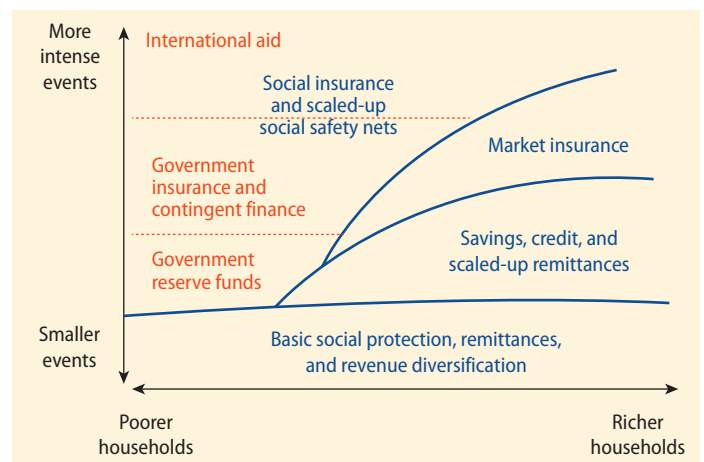 More
intense
events
International aid
Social insurance
and scaled-up
social safety nets
Market insurance
Government
insurance and
contingent finance
Savings, credit, and
scaled-up remittances
Government
reserve funds
Smaller
events
Basic social protection, remittances,
and revenue diversification
Poorer
households
Richer
households